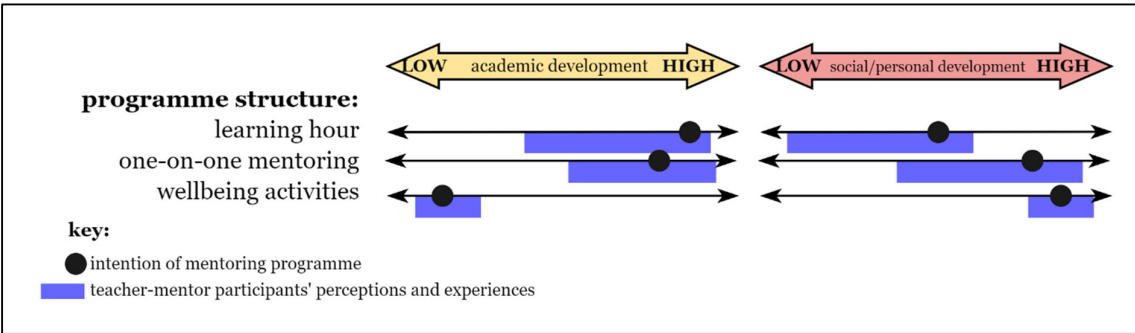 LOW academic development HIGH
LOW social/personal development HIGH
programme structure:
learning hour
one-on-one mentoring
wellbeing activities
key:
intention of mentoring programme
teacher-mentor participants' perceptions and experiences